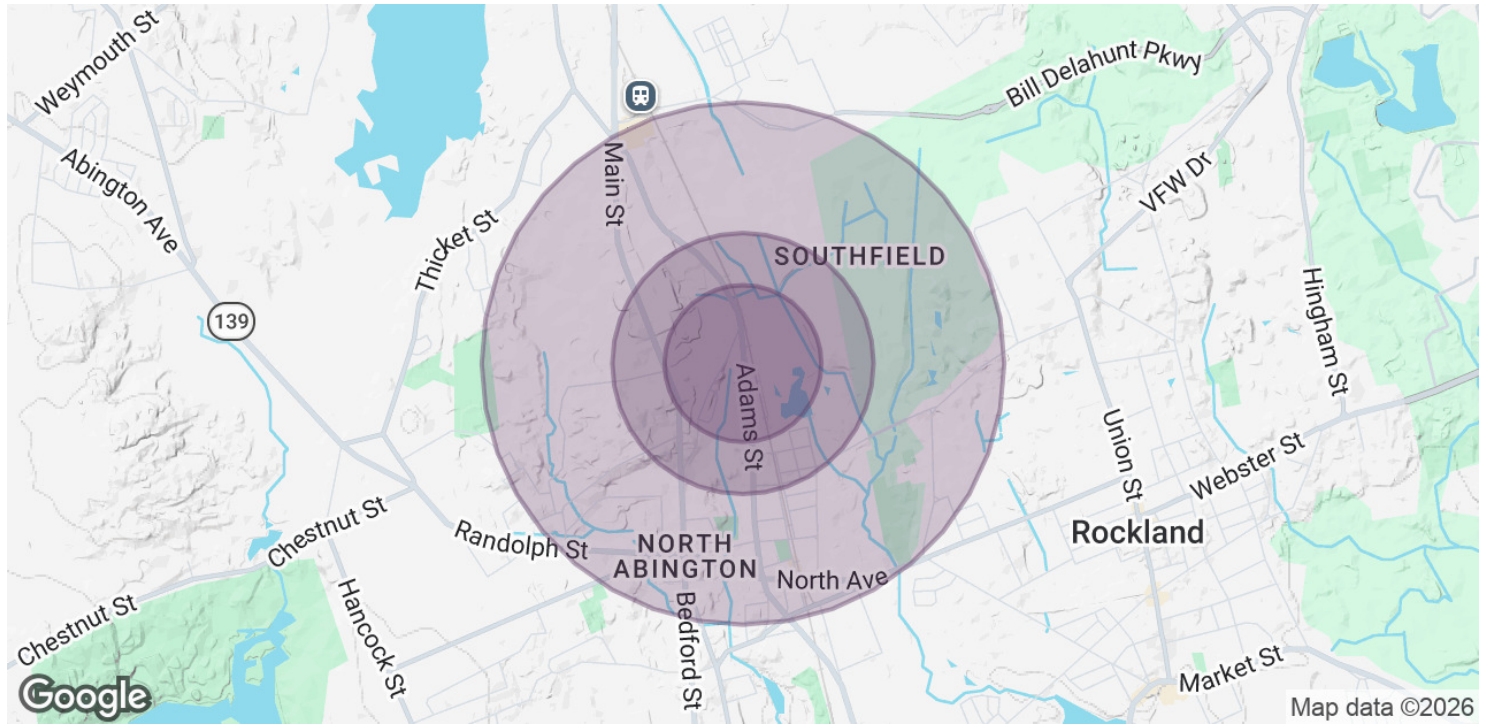 Weymouth St
Bill Delahunt Pkwy
Abington Ave
Main St
VFW Dr
Thicket St
SOUTHFIELD
139
Hingham St
Adams St
Union St
Webster St
Chestnut St
Randolph St
NORTH
ABINGTON
Rockland
North Ave
Chestnut St
Hancock St
Bedford St
Market St
Google
Map data ©2026